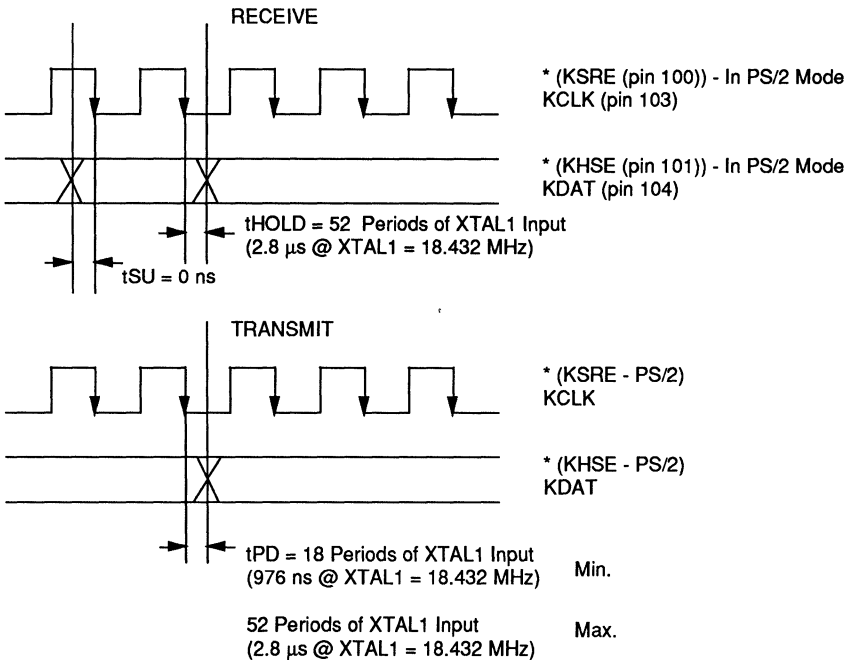 RECEIVE
* (KSRE (pin 100)) - In PS/2 Mode
KCLK (pin 103)
* (KHSE (pin 101)) - In PS/2 Mode
KDAT (pin 104)
tHOLD = 52 Periods of XTAL1 Input
(2.8 µs @ XTAL1 = 18.432 MHz)
tSU = 0 ns
TRANSMIT
* (KSRE - PS/2)
KCLK
* (KHSE - PS/2)
KDAT
tPD = 18 Periods of XTAL1 Input
(976 ns @ XTAL1 = 18.432 MHz) Min.
52 Periods of XTAL1 Input Max.
(2.8 µs @ XTAL1 = 18.432 MHz)